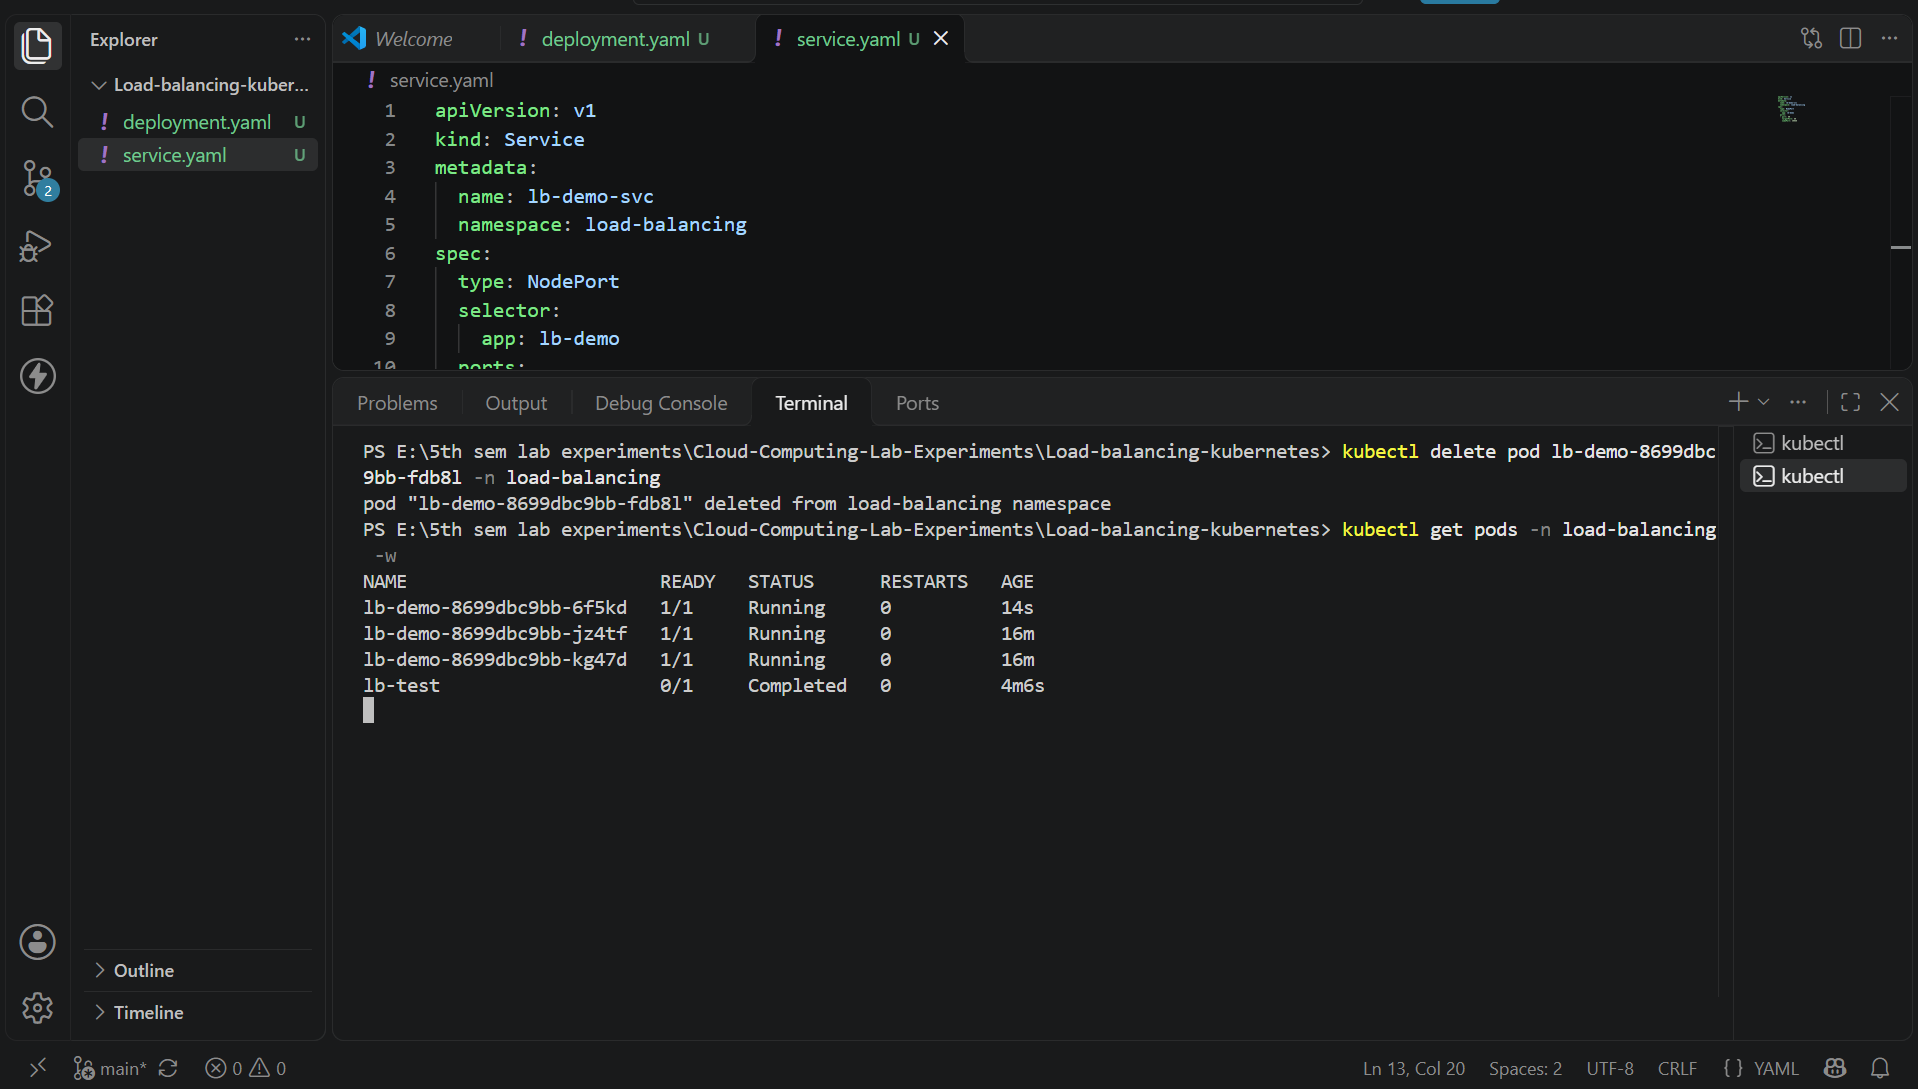 Explorer
Load-balancing-kuber...
! deployment.yaml U
! service.yaml U
2
Outline
Timeline
Welcome
! deployment.yaml U
! service.yaml U
! service.yaml
1 apiVersion: v1
2 kind: Service
3 metadata:
4 name: lb-demo-svc
5 namespace: load-balancing
6 spec:
7 type: NodePort
8 selector:
9 app: lb-demo
10 ports:
Problems Output Debug Console Terminal Ports
PS E:\5th sem lab experiments\Cloud-Computing-Lab-Experiments\Load-balancing-kubernetes> kubectl delete pod lb-demo-8699dbc
9bb-fdb8l -n load-balancing
pod "lb-demo-8699dbc9bb-fdb8l" deleted from load-balancing namespace
PS E:\5th sem lab experiments\Cloud-Computing-Lab-Experiments\Load-balancing-kubernetes> kubectl get pods -n load-balancing
-w
NAME READY STATUS RESTARTS AGE
lb-demo-8699dbc9bb-6f5kd 1/1 Running 0 14s
lb-demo-8699dbc9bb-jz4tf 1/1 Running 0 16m
lb-demo-8699dbc9bb-kg47d 1/1 Running 0 16m
lb-test 0/1 Completed 0 4m6s
kubectl
kubectl
main* 0 0
Ln 13, Col 20 Spaces: 2 UTF-8 CRLF { } YAML